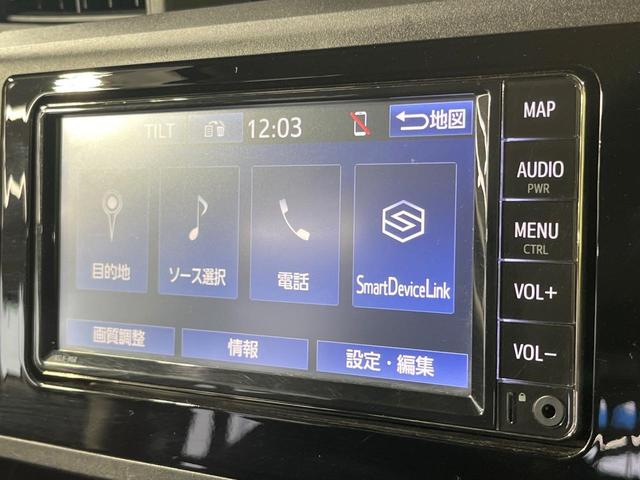 TILT 12:03 地図
目的地 ソース選択 電話 SmartDeviceLink
画質調整 情報 設定・編集
MAP
AUDIO
PWR
MENU
CTRL
VOL+
VOL-